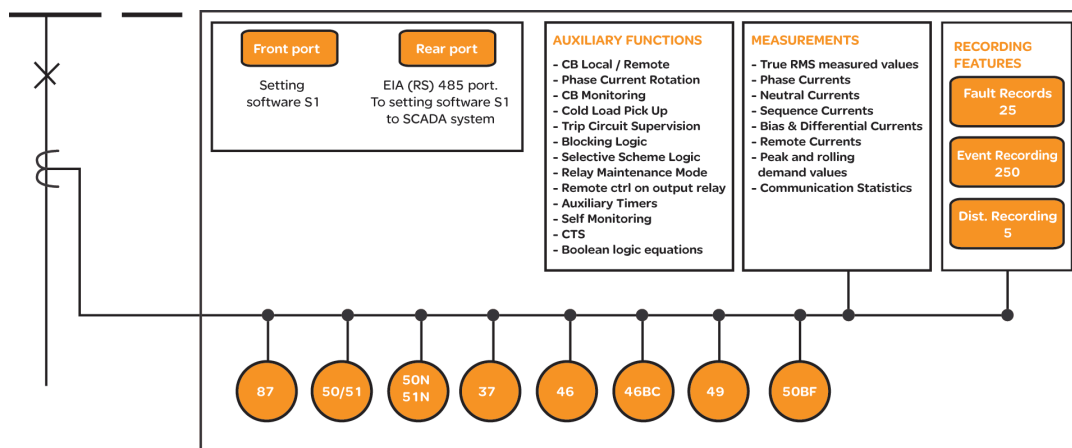 Front port
Setting
software S1
Rear port
EIA (RS) 485 port.
To setting software S1
to SCADA system
AUXILIARY FUNCTIONS
- CB Local / Remote
- Phase Current Rotation
- CB Monitoring
- Cold Load Pick Up
- Trip Circuit Supervision
- Blocking Logic
- Selective Scheme Logic
- Relay Maintenance Mode
- Remote ctrl on output relay
- Auxiliary Timers
- Self Monitoring
- CTS
- Boolean logic equations
MEASUREMENTS
- True RMS measured values
- Phase Currents
- Neutral Currents
- Sequence Currents
- Bias & Differential Currents
- Remote Currents
- Peak and rolling
demand values
- Communication Statistics
RECORDING
FEATURES
Fault Records
25
Event Recording
250
Dist. Recording
5
87
50/51
50N
51N
37
46
46BC
49
50BF